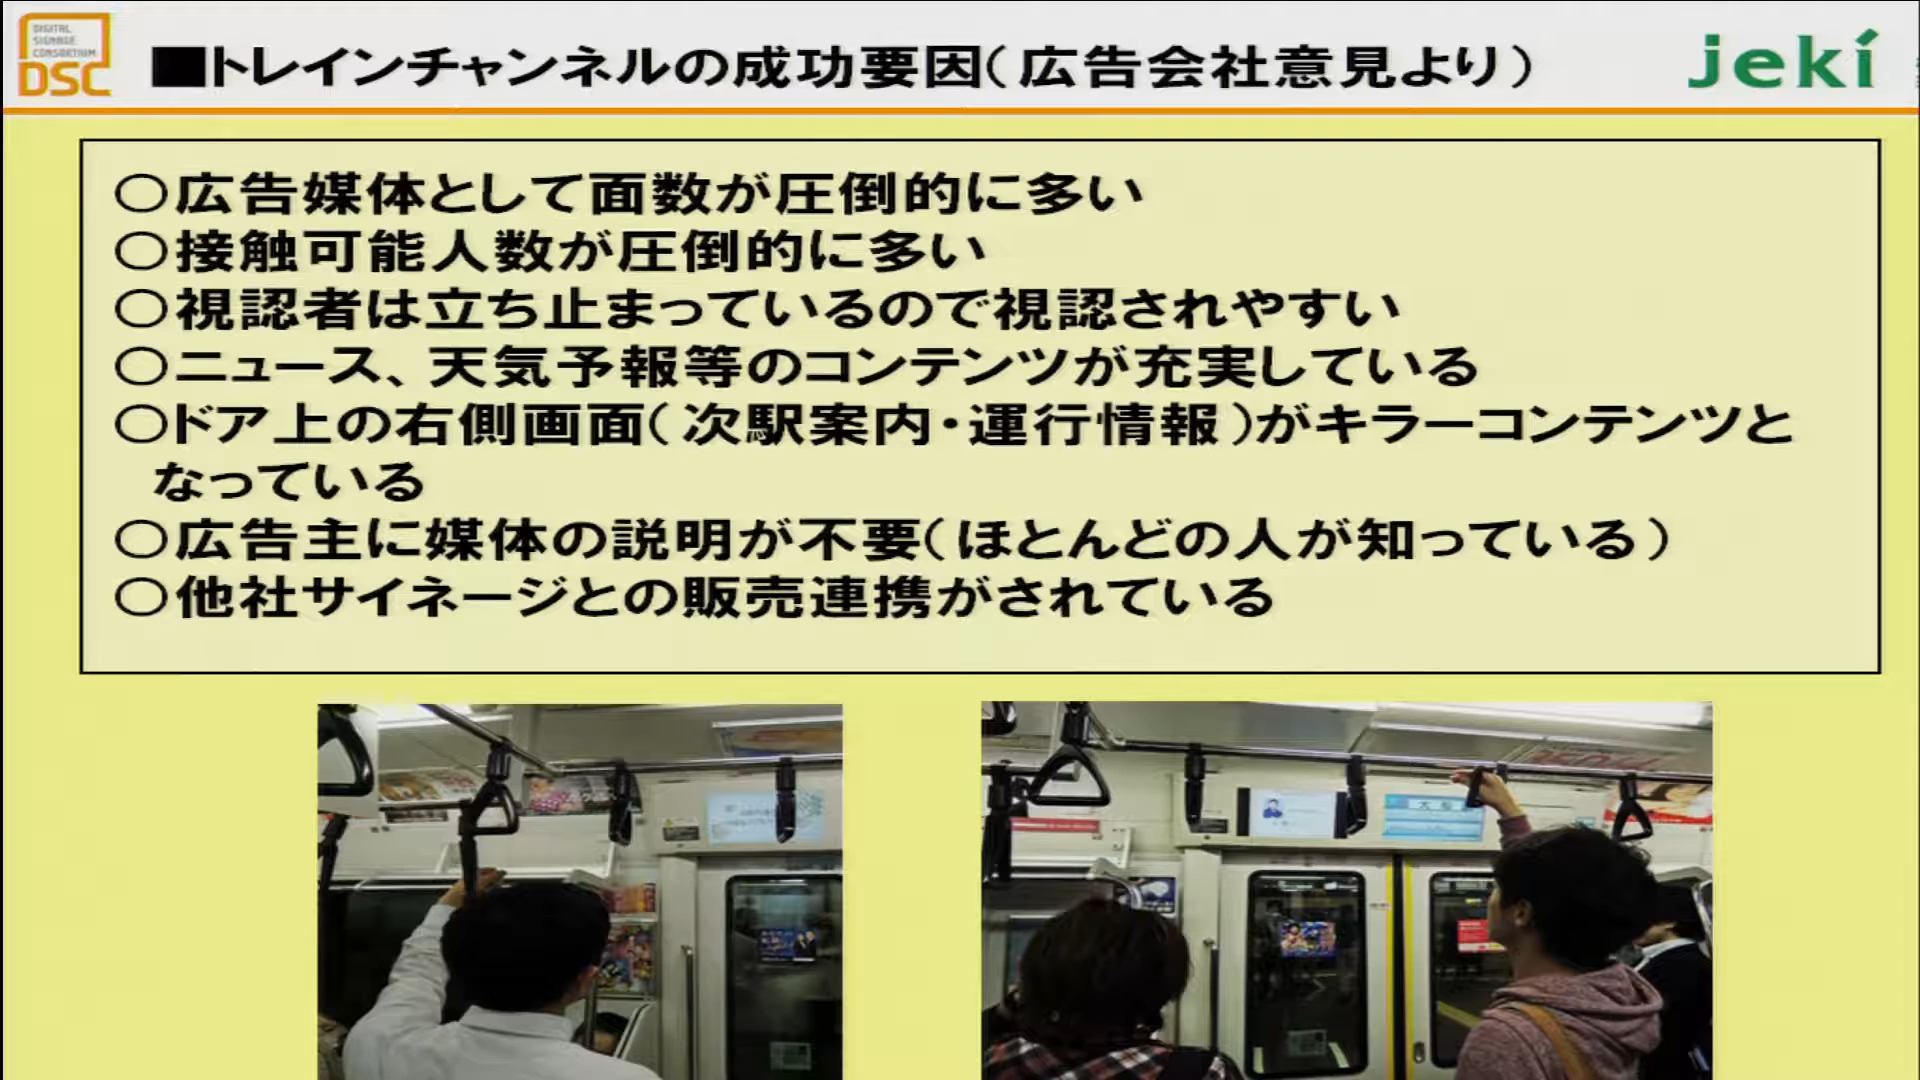 DIGITAL
SIGNAGE
CONSORTIUM
DSC
■トレインチャンネルの成功要因(広告会社意見より)
jeki
○広告媒体として面数が圧倒的に多い
○接触可能人数が圧倒的に多い
○視認者は立ち止まっているので視認されやすい
○ニュース、天気予報等のコンテンツが充実している
○ドア上の右側画面(次駅案内・運行情報)がキラーコンテンツと
なっている
○広告主に媒体の説明が不要(ほとんどの人が知っている)
○他社サイネージとの販売連携がされている